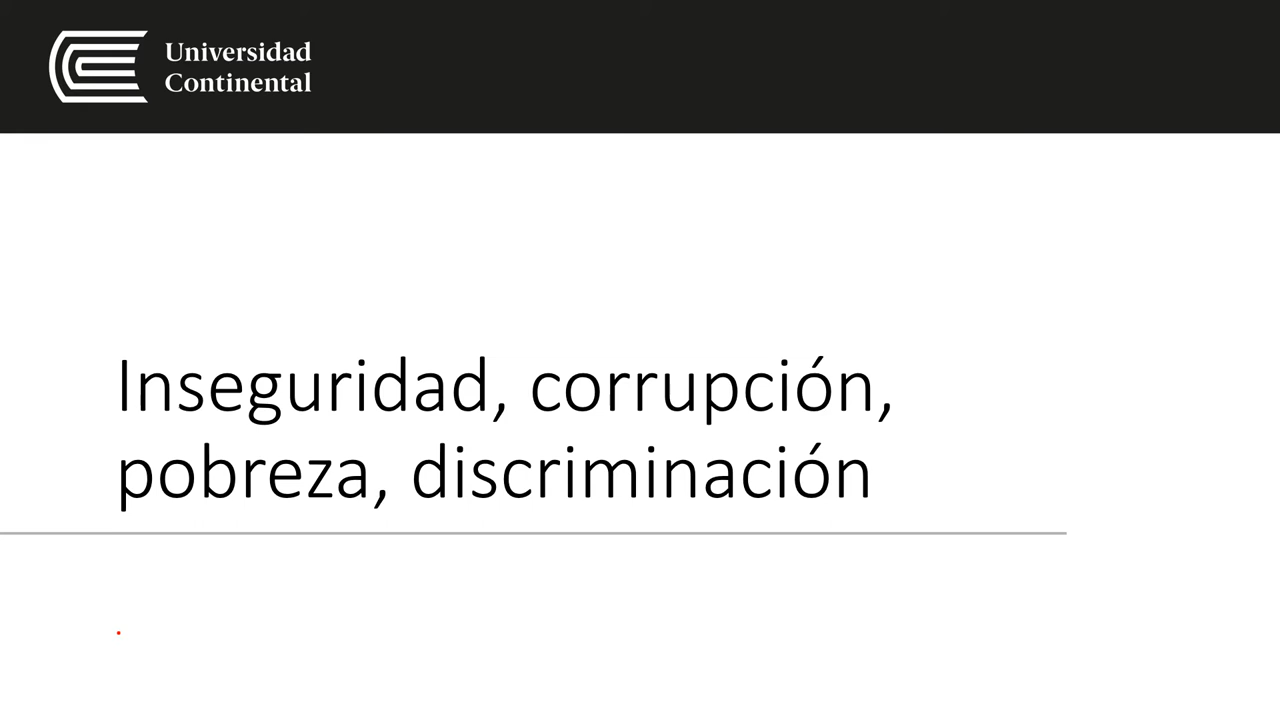 Universidad
Continental
Inseguridad, corrupción,
pobreza, discriminación
.